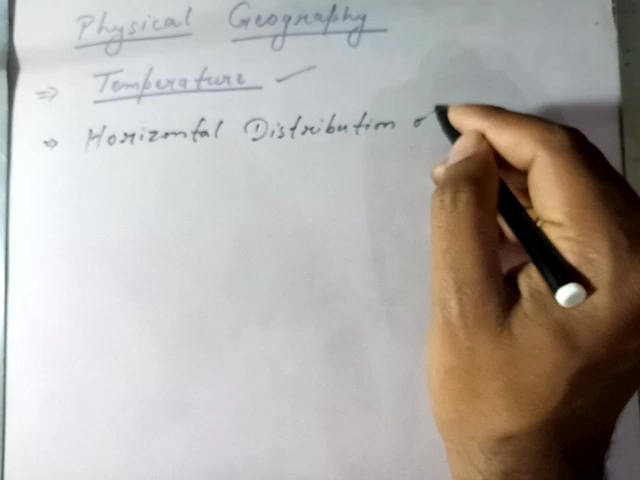 Physical Geography
⇒ Temperature ✓
⇒ Horizontal Distribution o